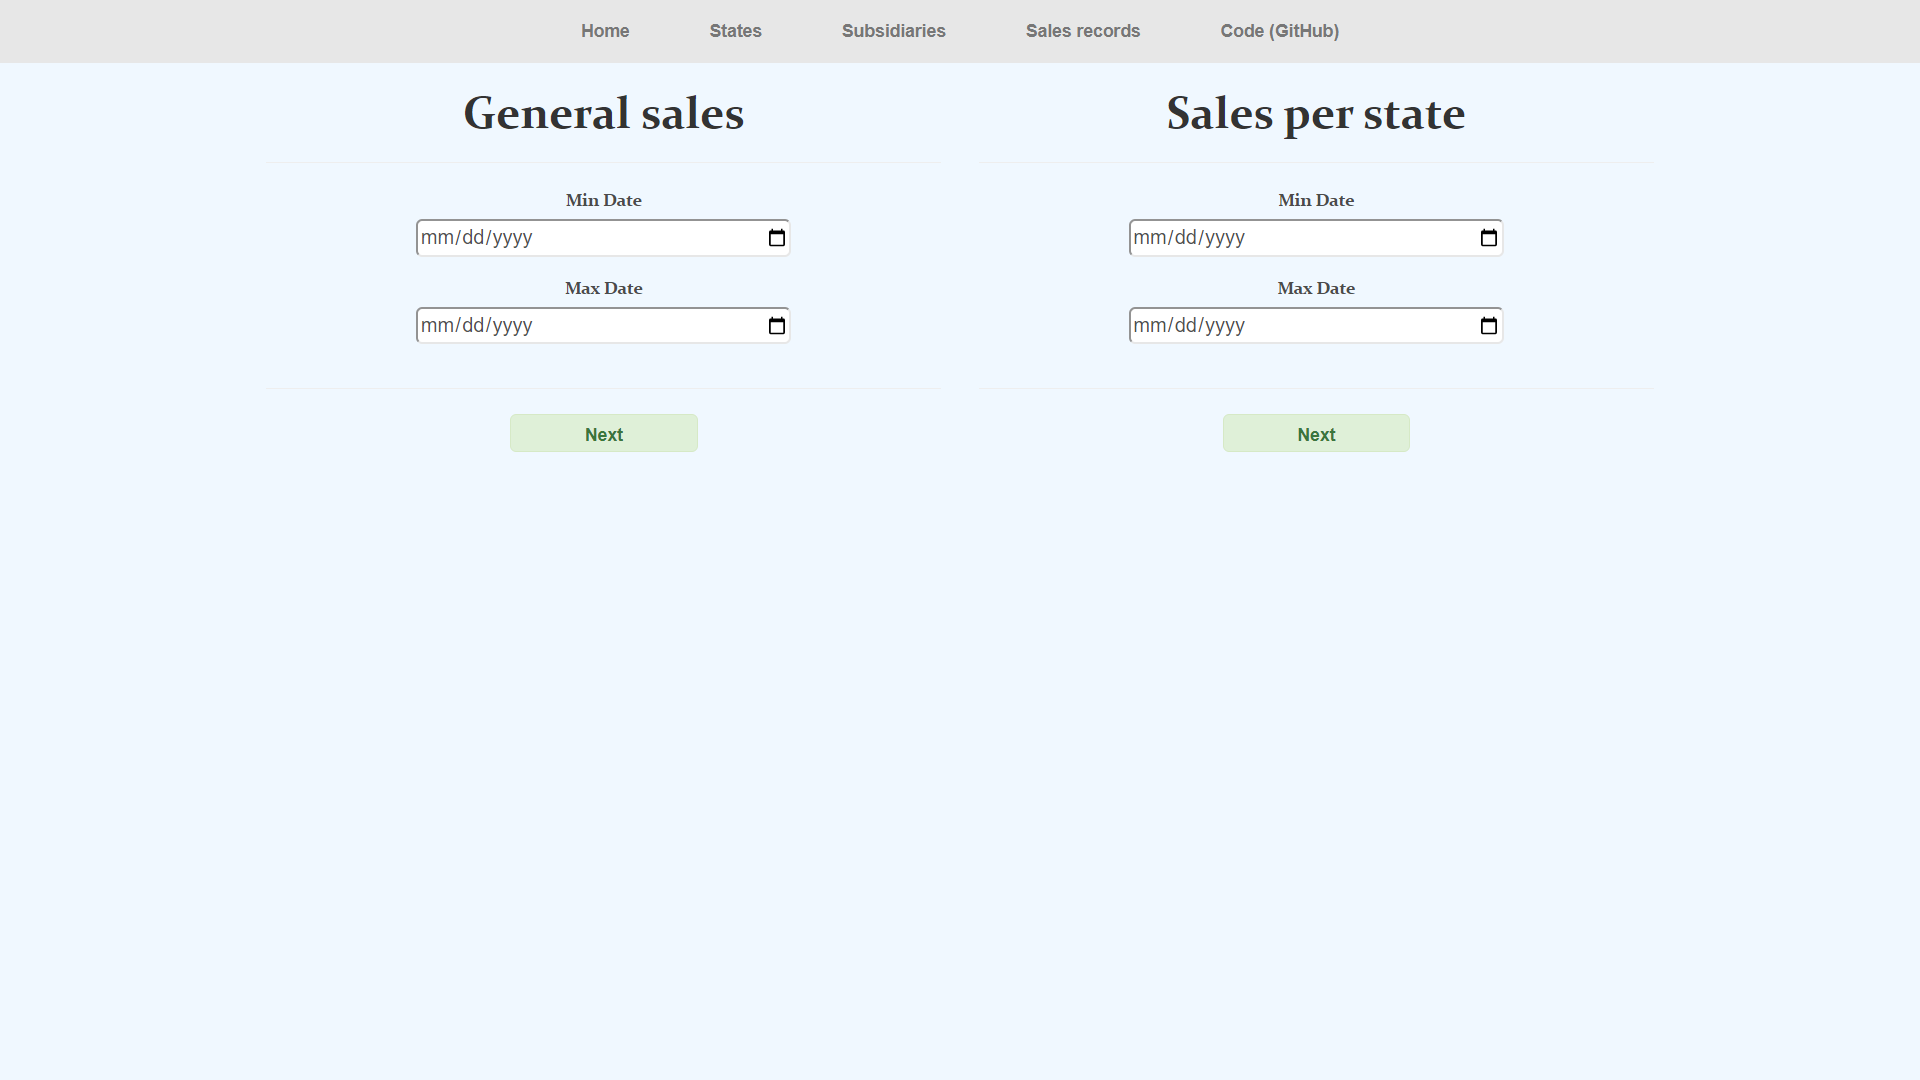 Home States Subsidiaries Sales records Code (GitHub)
General sales
Min Date
mm/dd/yyyy
Max Date
mm/dd/yyyy
Next
Sales per state
Min Date
mm/dd/yyyy
Max Date
mm/dd/yyyy
Next